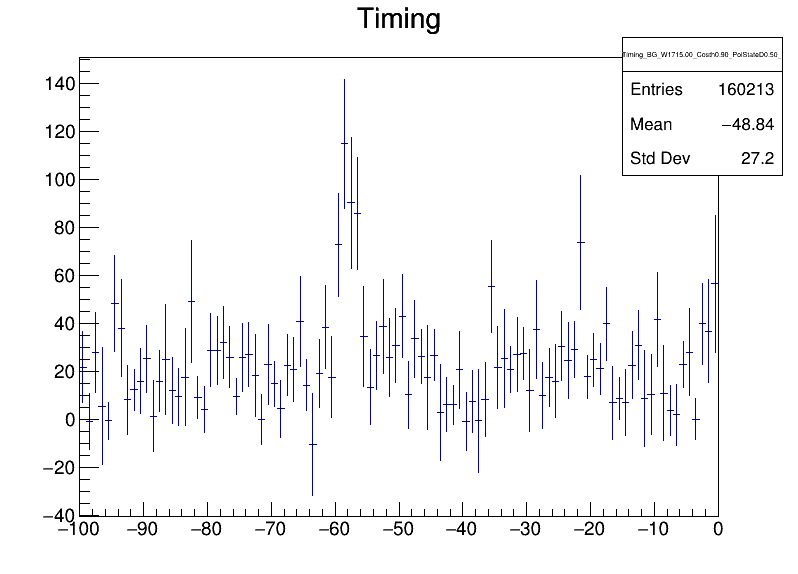 Timing
Timing_BG_W1715.00_Costh0.90_PolStateD0.50_
Entries 160213
Mean −48.84
Std Dev 27.2
140
120
100
80
60
40
20
0
−20
−40
−100 −90 −80 −70 −60 −50 −40 −30 −20 −10 0